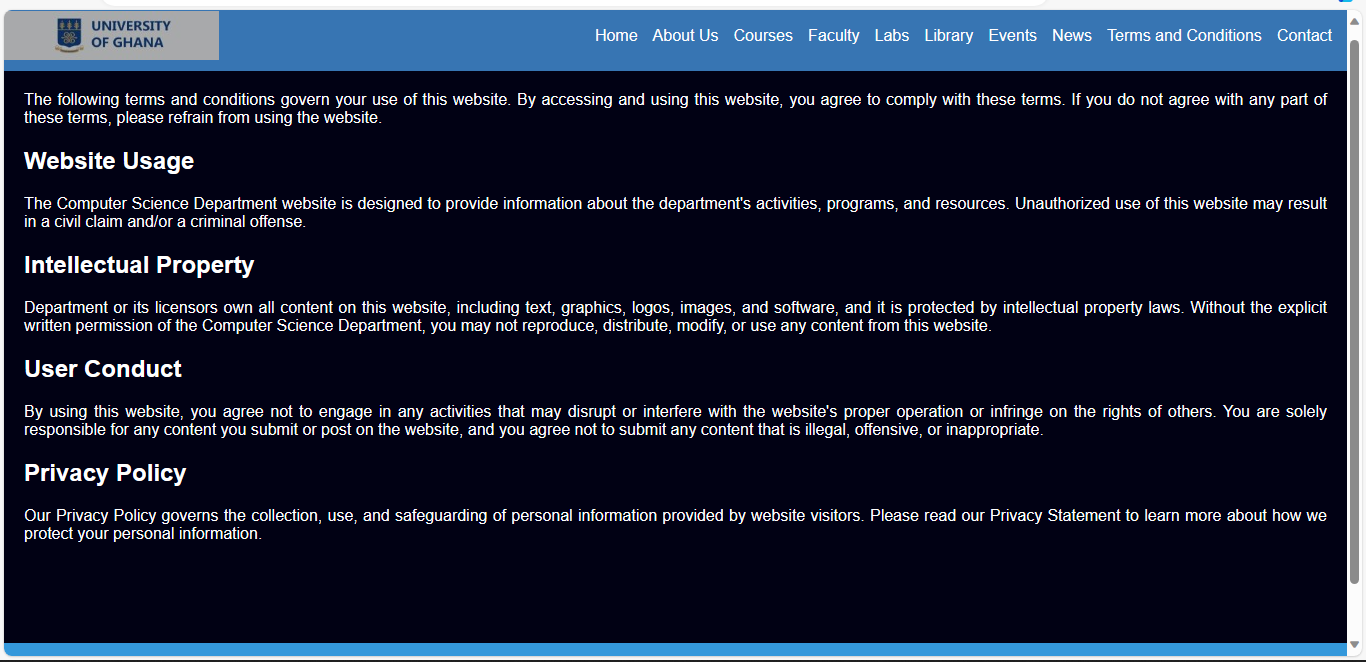 UNIVERSITY
OF GHANA
Home About Us Courses Faculty Labs Library Events News Terms and Conditions Contact
The following terms and conditions govern your use of this website. By accessing and using this website, you agree to comply with these terms. If you do not agree with any part of
these terms, please refrain from using the website.
Website Usage
The Computer Science Department website is designed to provide information about the department's activities, programs, and resources. Unauthorized use of this website may result
in a civil claim and/or a criminal offense.
Intellectual Property
Department or its licensors own all content on this website, including text, graphics, logos, images, and software, and it is protected by intellectual property laws. Without the explicit
written permission of the Computer Science Department, you may not reproduce, distribute, modify, or use any content from this website.
User Conduct
By using this website, you agree not to engage in any activities that may disrupt or interfere with the website's proper operation or infringe on the rights of others. You are solely
responsible for any content you submit or post on the website, and you agree not to submit any content that is illegal, offensive, or inappropriate.
Privacy Policy
Our Privacy Policy governs the collection, use, and safeguarding of personal information provided by website visitors. Please read our Privacy Statement to learn more about how we
protect your personal information.